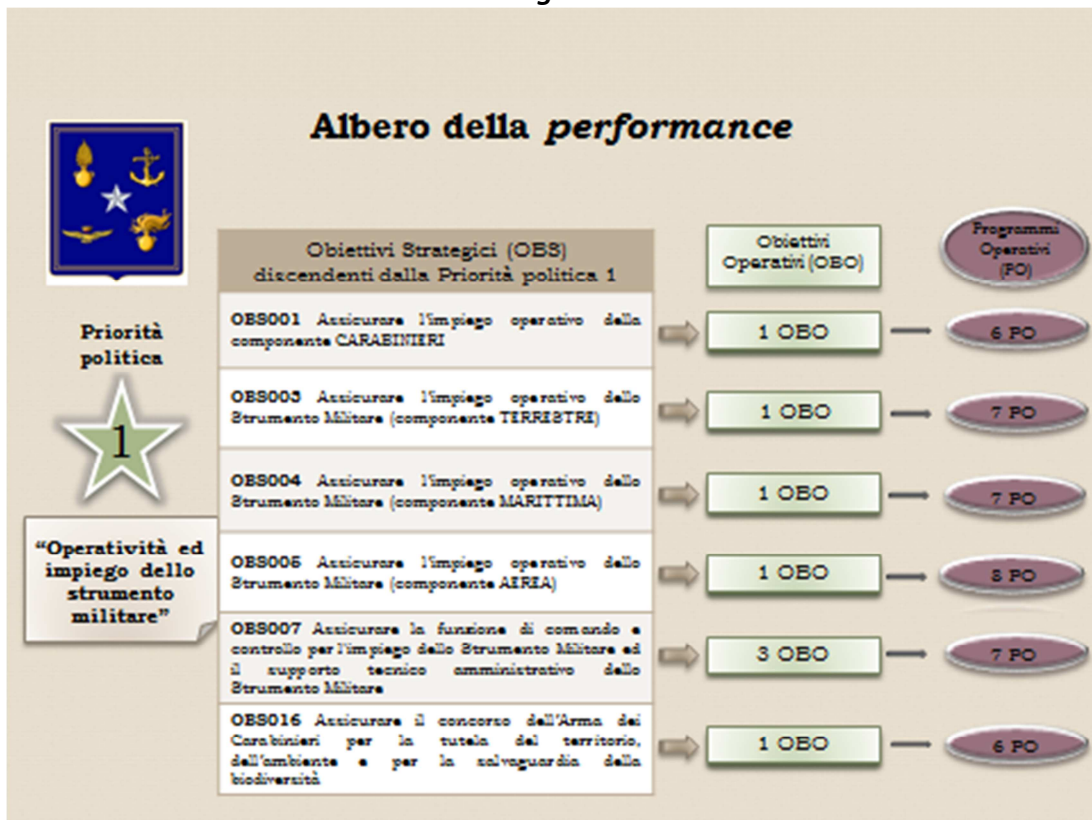 Albero della performance
Obiettivi Strategici (OBS)
discendenti dalla Priorità politica 1
Obiettivi
Operativi (OBO)
Programmi
Operativi
(PO)
Priorità
politica
1
“Operatività ed
impiego dello
strumento
militare”
OBS001 Assicurare l'impiego operativo della
componente CARABINIERI
1 OBO
6 PO
OBS003 Assicurare l'impiego operativo dello
Strumento Militare (componente TERRESTRE)
1 OBO
7 PO
OBS004 Assicurare l'impiego operativo dello
Strumento Militare (componente MARITTIMA)
1 OBO
7 PO
OBS005 Assicurare l'impiego operativo dello
Strumento Militare (componente AEREA)
1 OBO
8 PO
OBS007 Assicurare la funzione di comando e
controllo per l'impiego dello Strumento Militare ed
il supporto tecnico amministrativo dello
Strumento Militare
3 OBO
7 PO
OBS016 Assicurare il concorso dell'Arma dei
Carabinieri per la tutela del territorio,
dell'ambiente e per la salvaguardia della
biodiversità
1 OBO
6 PO